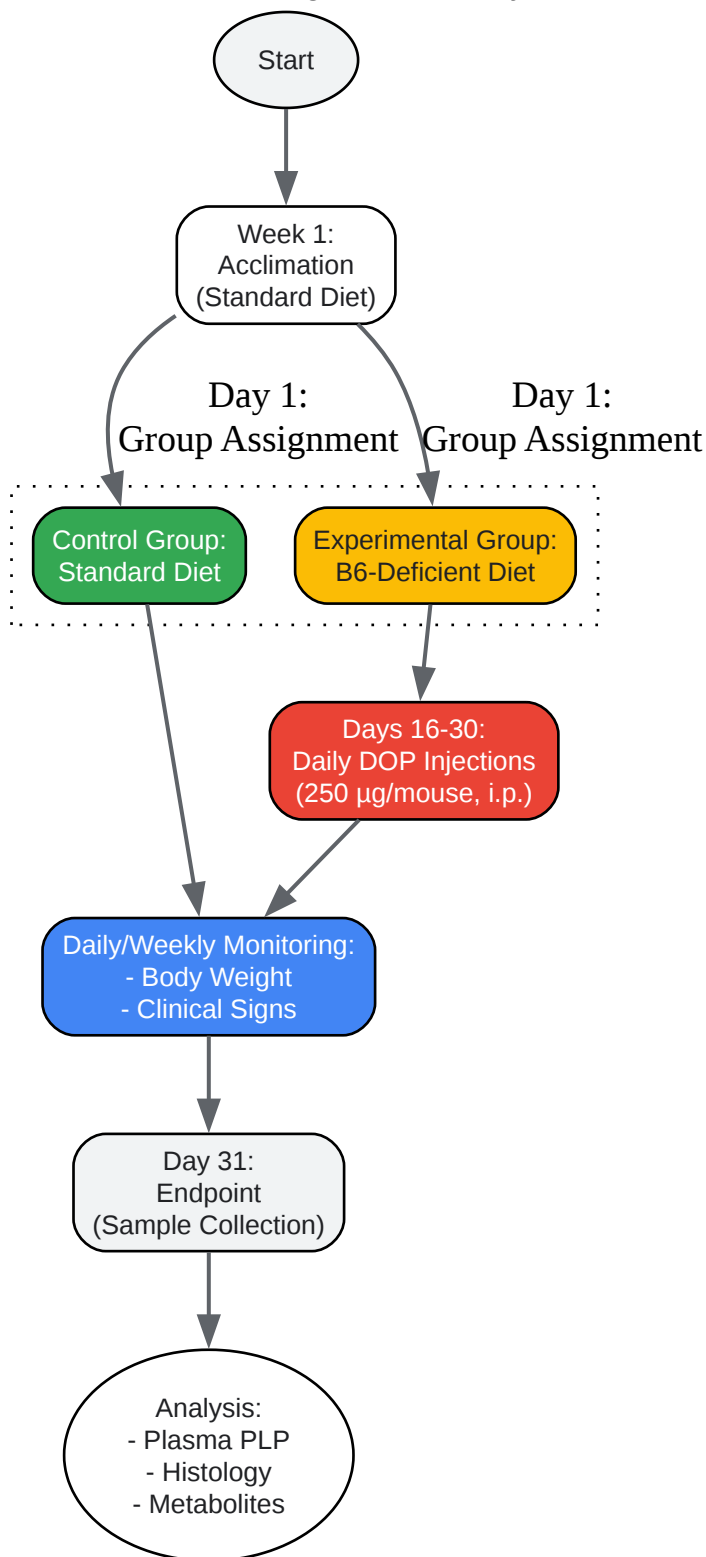 Start
Week 1:
Acclimation
(Standard Diet)
Day 1:
Group Assignment
Day 1:
Group Assignment
Control Group:
Standard Diet
Experimental Group:
B6-Deficient Diet
Days 16-30:
Daily DOP Injections
(250 µg/mouse, i.p.)
Daily/Weekly Monitoring:
- Body Weight
- Clinical Signs
Day 31:
Endpoint
(Sample Collection)
Analysis:
- Plasma PLP
- Histology
- Metabolites